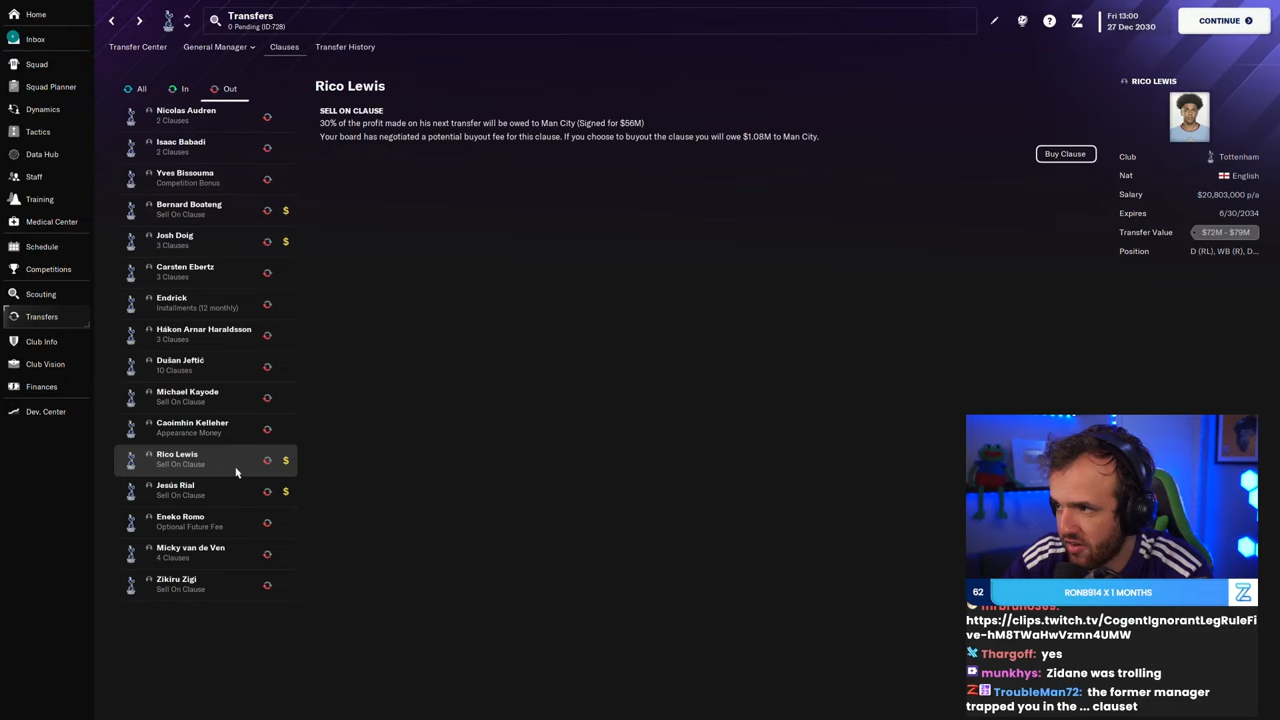 Home
Inbox
Squad
Squad Planner
Dynamics
Tactics
Data Hub
Staff
Training
Medical Center
Schedule
Competitions
Scouting
Transfers
Club Info
Club Vision
Finances
Dev. Center
Transfers
0 Pending (ID:728)
Fri 13:00
27 Dec 2030
CONTINUE
Transfer Center
General Manager
Clauses
Transfer History
All
In
Out
Nicolas Audren
2 Clauses
Isaac Babadi
2 Clauses
Yves Bissouma
Competition Bonus
Bernard Boateng
Sell On Clause
$
Josh Doig
3 Clauses
$
Carsten Ebertz
3 Clauses
Endrick
Installments (12 monthly)
Hákon Arnar Haraldsson
3 Clauses
Dušan Jeftić
10 Clauses
Michael Kayode
Sell On Clause
Caoimhin Kelleher
Appearance Money
Rico Lewis
Sell On Clause
$
Jesús Rial
Sell On Clause
$
Eneko Romo
Optional Future Fee
Micky van de Ven
4 Clauses
Zikiru Zigi
Sell On Clause
Rico Lewis
SELL ON CLAUSE
30% of the profit made on his next transfer will be owed to Man City (Signed for $56M)
Your board has negotiated a potential buyout fee for this clause. If you choose to buyout the clause you will owe $1.08M to Man City.
Buy Clause
RICO LEWIS
Club Tottenham
Nat English
Salary $20,803,000 p/a
Expires 6/30/2034
Transfer Value $72M - $79M
Position D (RL), WB (R), D...
62 RONB914 X 1 MONTHS
https://clips.twitch.tv/CogentIgnorantLegRuleFi
ve-hM8TWaHwVzmn4UMW
Thargoff: yes
munkhys: Zidane was trolling
TroubleMan72: the former manager
trapped you in the ... clauset